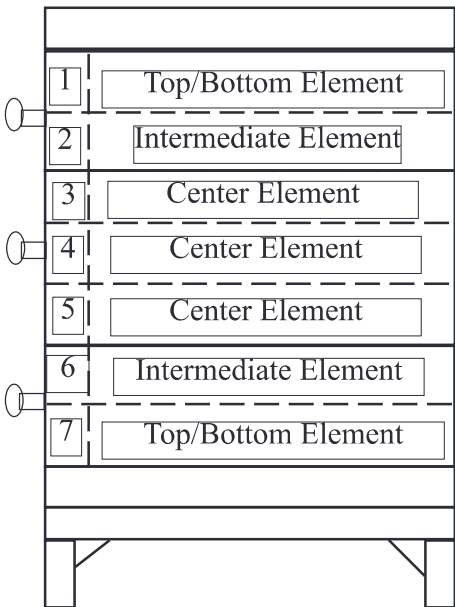 1 Top/Bottom Element
2 Intermediate Element
3 Center Element
4 Center Element
5 Center Element
6 Intermediate Element
7 Top/Bottom Element